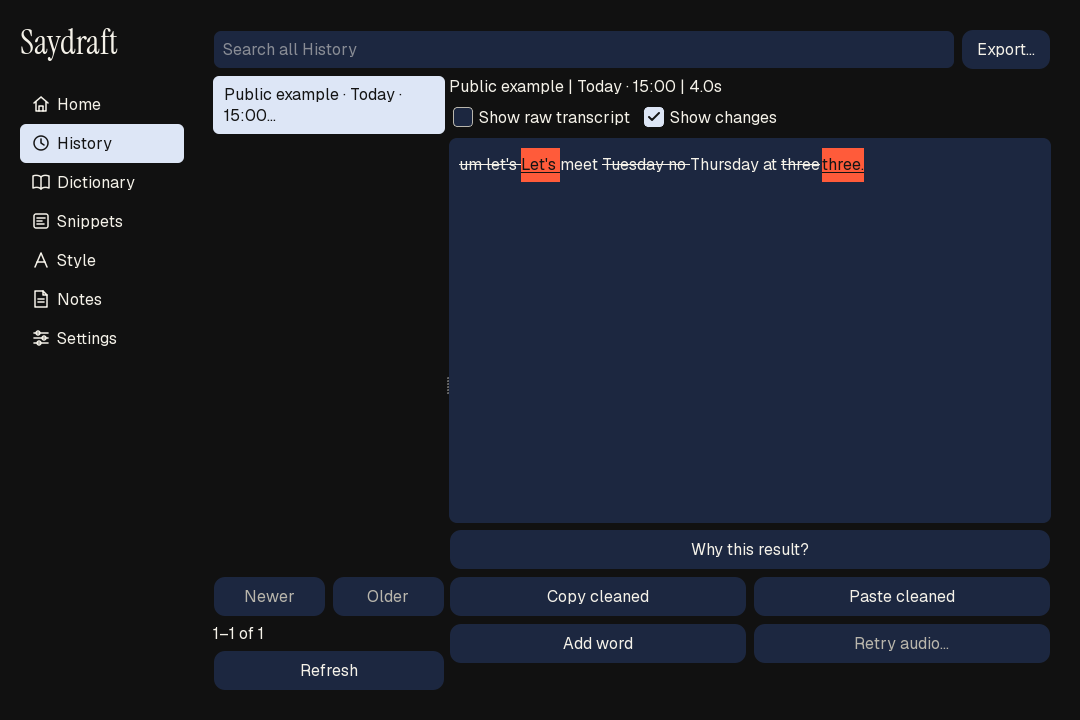 Saydraft
Home
History
Dictionary
Snippets
Style
Notes
Settings
Search all History
Export...
Public example · Today ·
15:00...
Public example | Today · 15:00 | 4.0s
Show raw transcript
Show changes
um let's Let's meet Tuesday no Thursday at three three.
Why this result?
Newer
Older
Copy cleaned
Paste cleaned
1–1 of 1
Add word
Retry audio...
Refresh